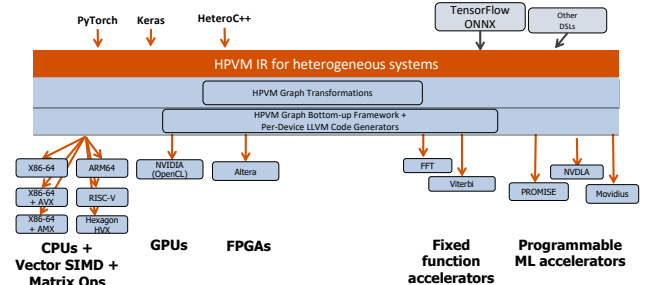 PyTorch
Keras
HeteroC++
TensorFlow
ONNX
Other
DSLs
HPVM IR for heterogeneous systems
HPVM Graph Transformations
HPVM Graph Bottom-up Framework +
Per-Device LLVM Code Generators
X86-64
ARM64
X86-64
+ AVX
RISC-V
X86-64
+ AMX
Hexagon
HVX
NVIDIA
(OpenCL)
Altera
FFT
Viterbi
PROMISE
NVDLA
Movidius
CPUs +
Vector SIMD +
Matrix Ops
GPUs
FPGAs
Fixed
function
accelerators
Programmable
ML accelerators